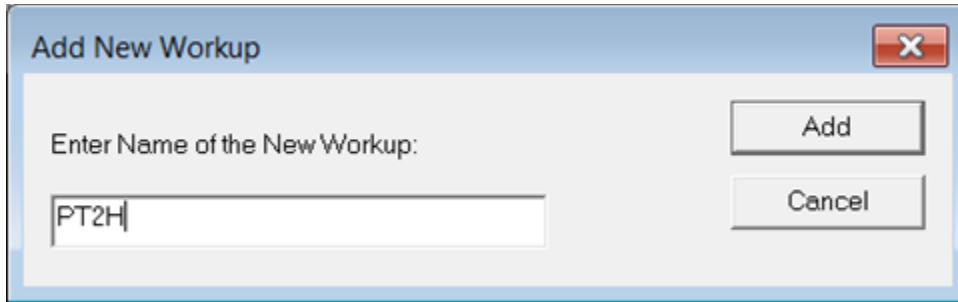 Add New Workup
Enter Name of the New Workup:
Add
PT2H
Cancel